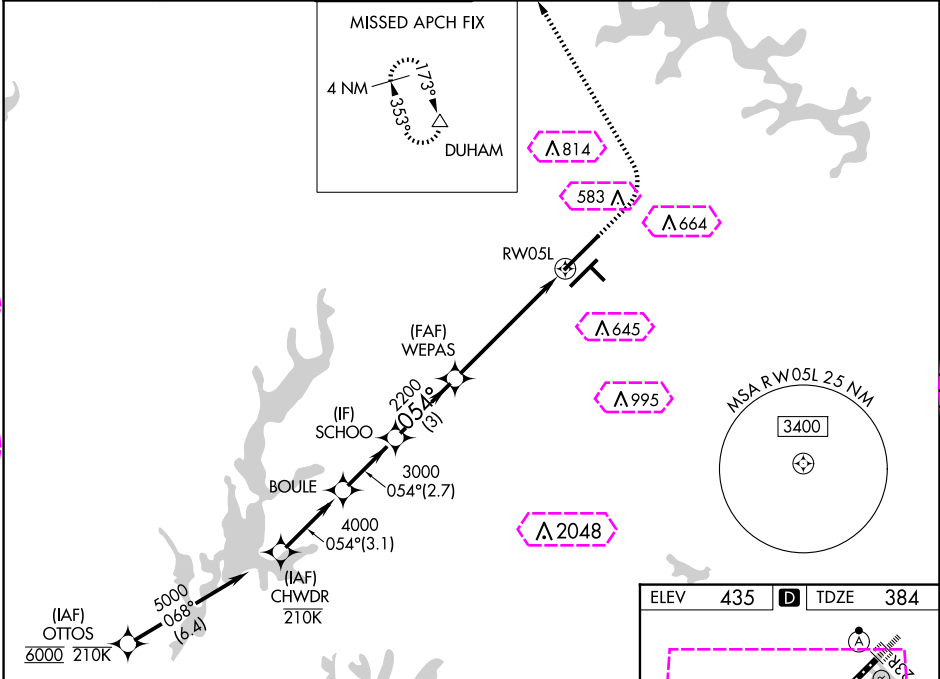 MISSED APCH FIX
4 NM
173°
353°
DUHAM
814
583
664
RW05L
645
(FAF)
WEPAS
995
MSA RW05L 25 NM
3400
2200
054°
(3)
(IF)
SCHOO
3000
054°(2.7)
BOULE
4000
054°(3.1)
2048
(IAF)
CHWDR
210K
5000
068°
(6.4)
(IAF)
OTTOS
6000 210K
ELEV 435 D TDZE 384
A
23R